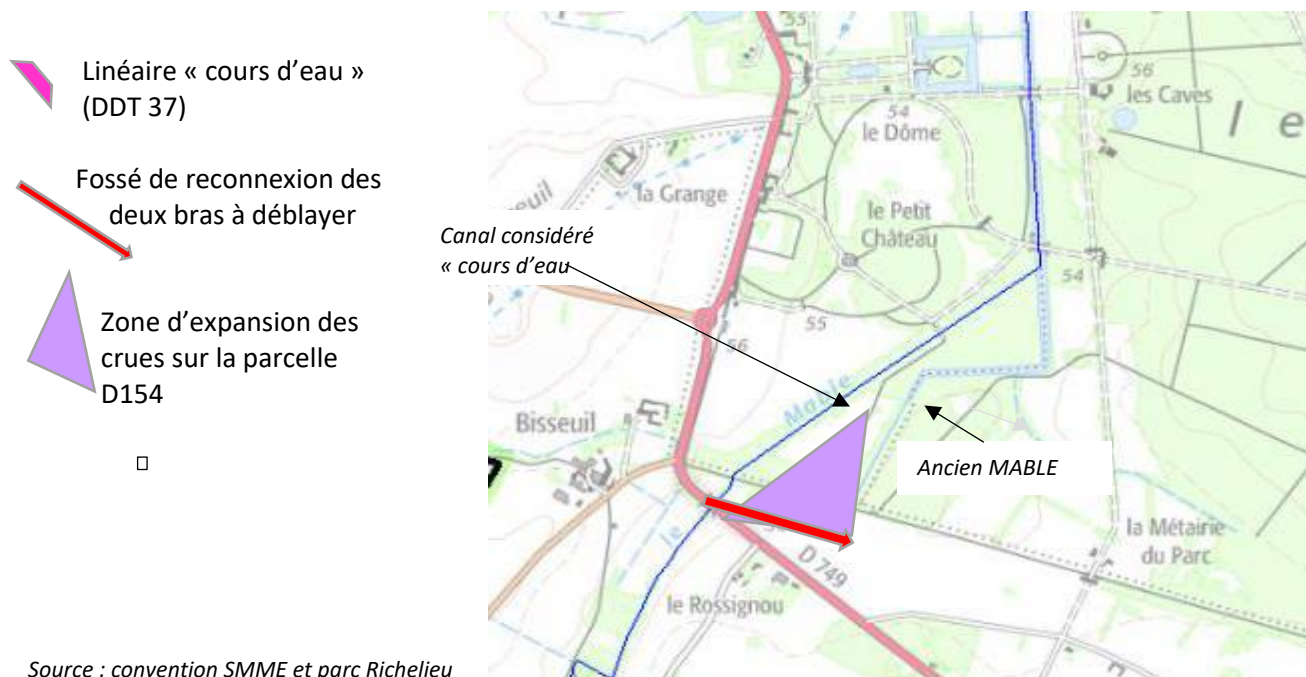 Linéaire « cours d'eau »
(DDT 37)
Fossé de reconnexion des
deux bras à déblayer
Zone d'expansion des
crues sur la parcelle
D154
Source : convention SMME et parc Richelieu
Canal considéré
« cours d'eau
Ancien MABLE
55
56
les Caves
54
le Dôme
l e
la Grange
le Petit
Château
54
55
56
Mable
Bisseuil
le
la Métairie
du Parc
D 749
le Rossignou